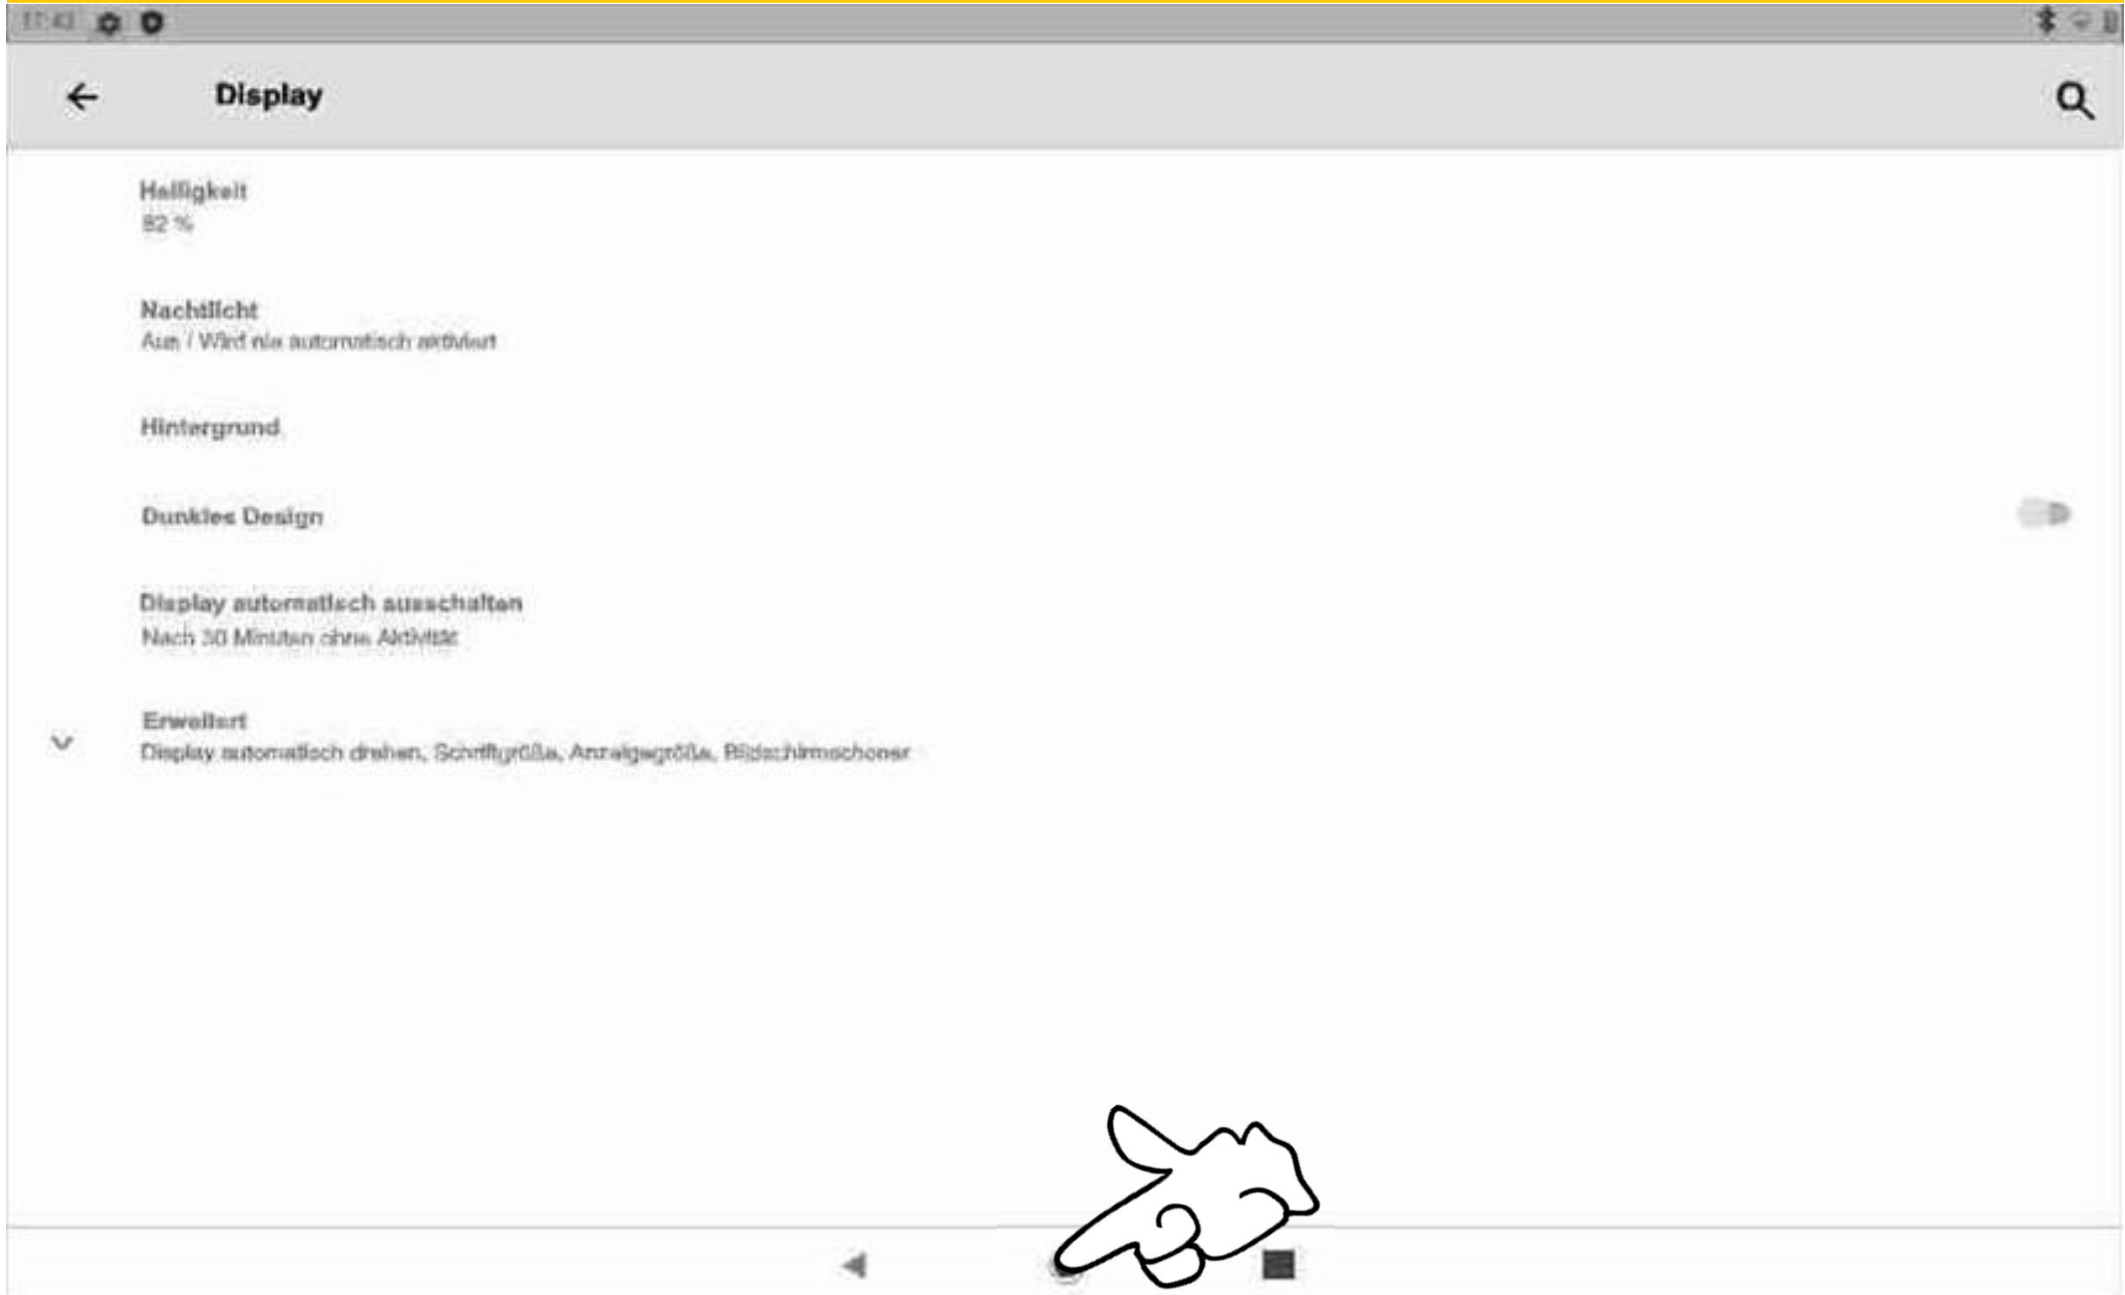 Display
Helligkeit
82 %
Nachtlicht
Aus / Wird nie automatisch aktiviert
Hintergrund
Dunkles Design
Display automatisch ausschalten
Nach 30 Minuten ohne Aktivität
Erweitert
Display automatisch drehen, Schriftgröße, Anzeigegröße, Bildschirmschoner